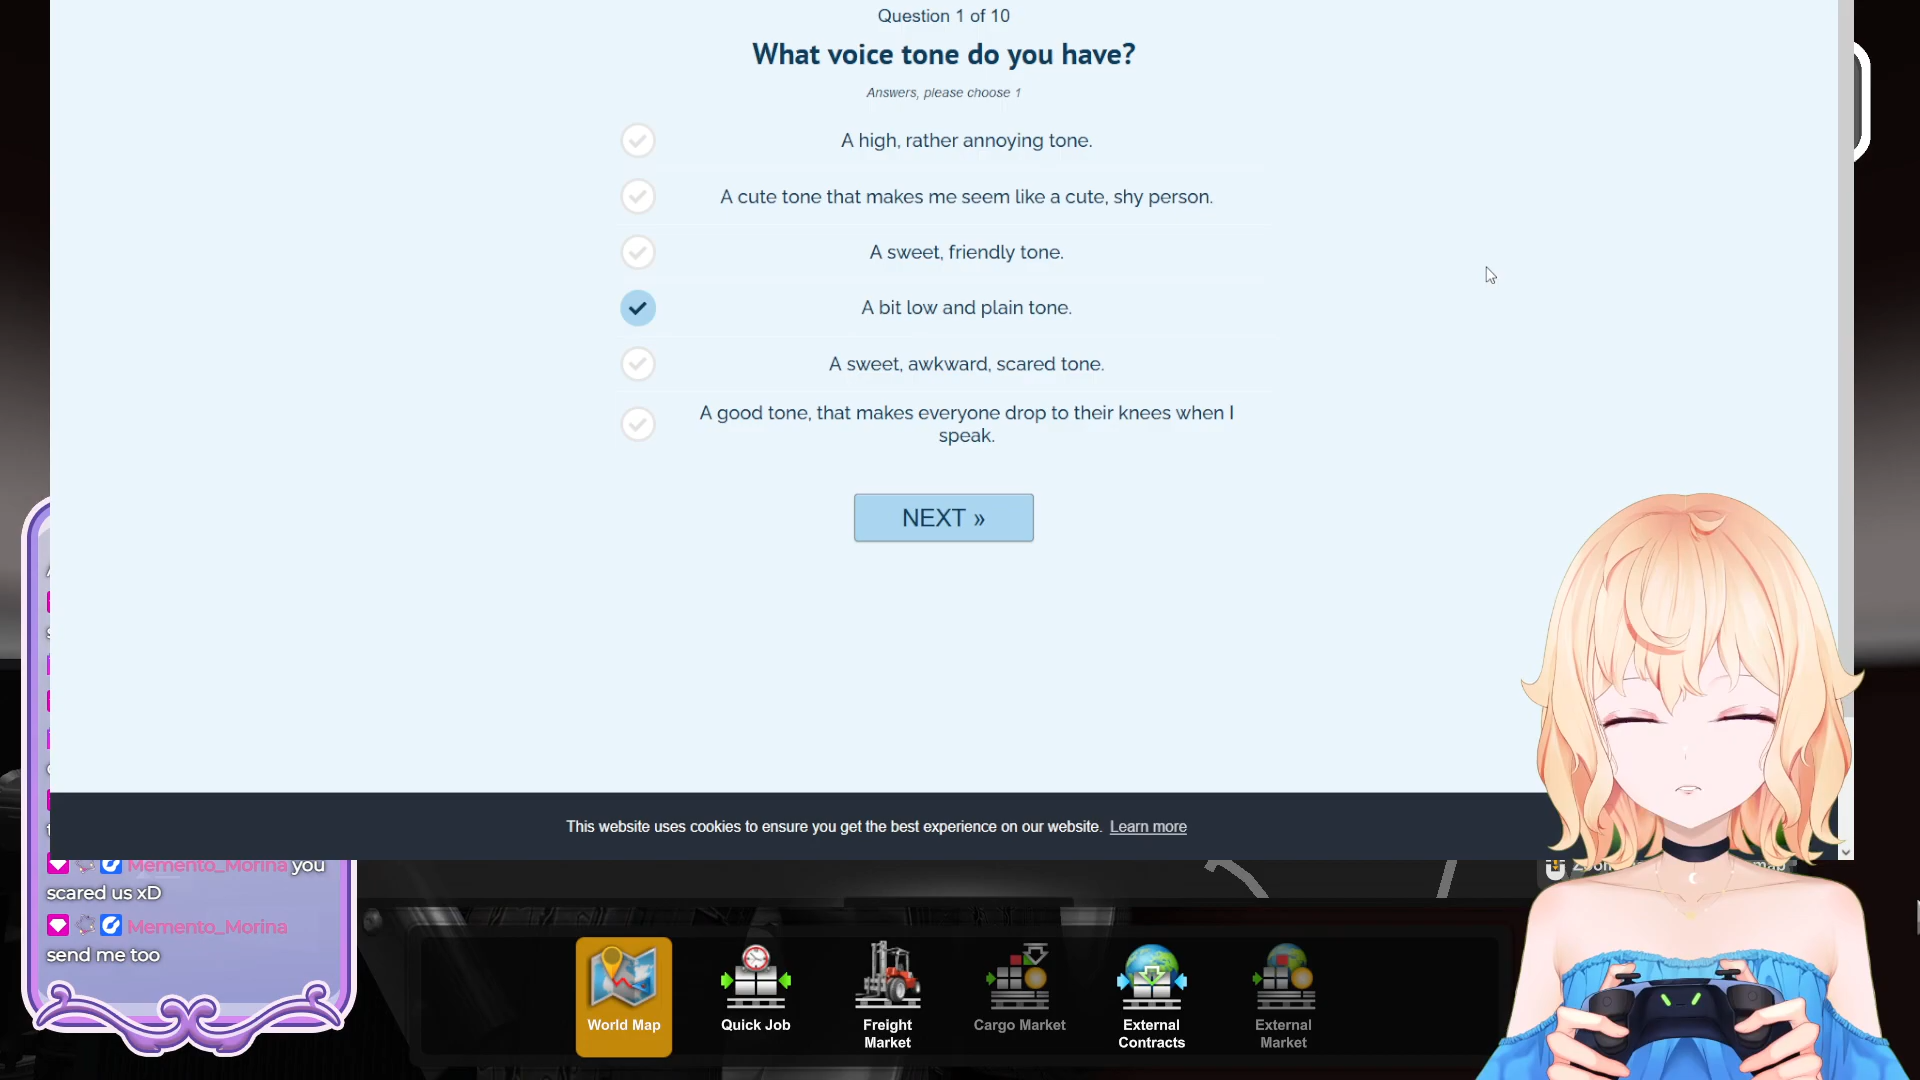 Question 1 of 10
What voice tone do you have?
Answers, please choose 1
A high, rather annoying tone.
A cute tone that makes me seem like a cute, shy person.
A sweet, friendly tone.
A bit low and plain tone.
A sweet, awkward, scared tone.
A good tone, that makes everyone drop to their knees when I
speak.
NEXT »
This website uses cookies to ensure you get the best experience on our website. Learn more
Memento_Morina you
scared us xD
Memento_Morina
send me too
World Map
Quick Job
Freight
Market
Cargo Market
External
Contracts
External
Market